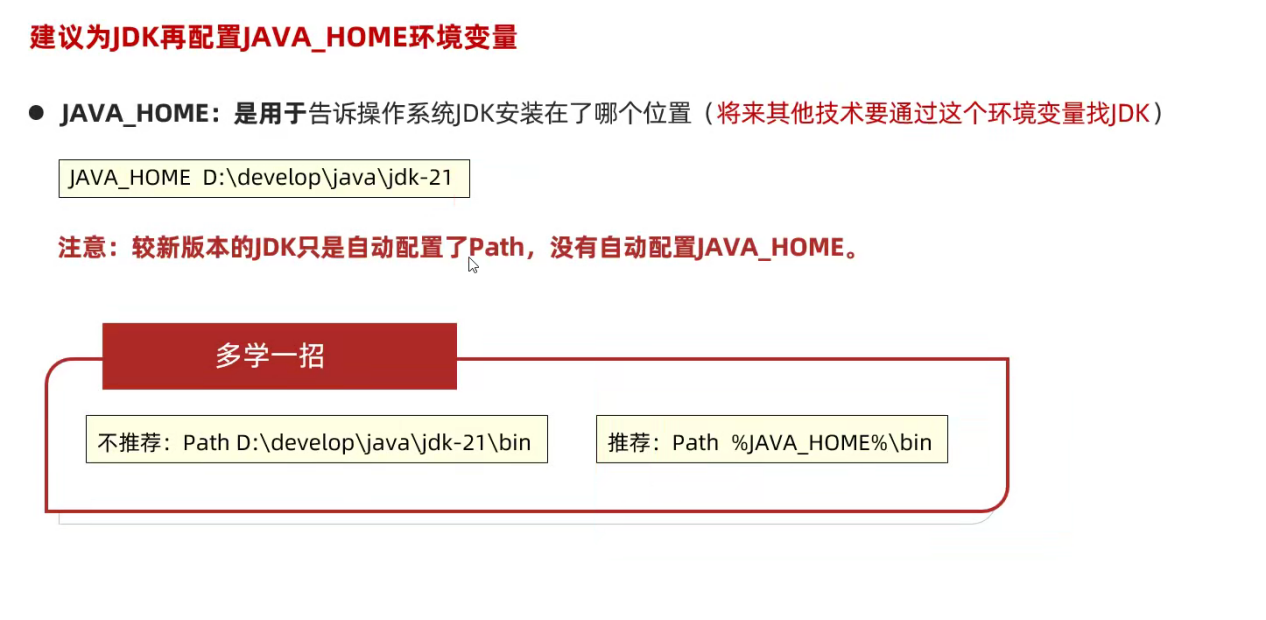 建议为JDK再配置JAVA_HOME环境变量
JAVA_HOME：是用于告诉操作系统JDK安装在了哪个位置（将来其他技术要通过这个环境变量找JDK）
JAVA_HOME D:\develop\java\jdk-21
注意：较新版本的JDK只是自动配置了Path，没有自动配置JAVA_HOME。
多学一招
不推荐：Path D:\develop\java\jdk-21\bin
推荐：Path %JAVA_HOME%\bin